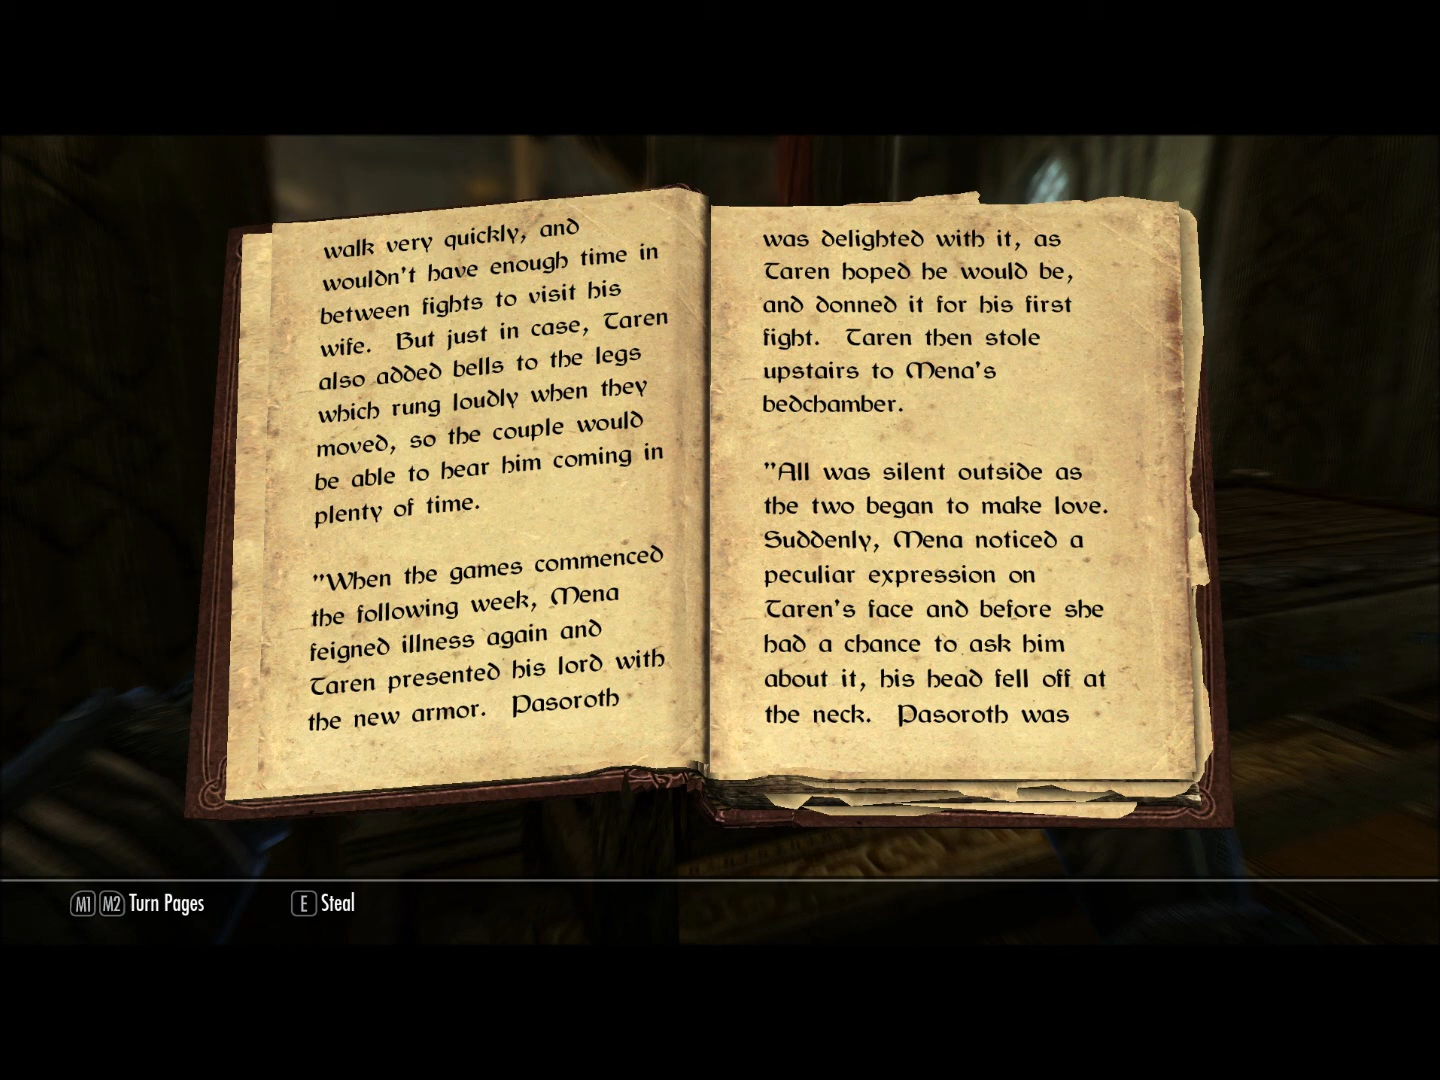 walk very quickly, and
wouldn't have enough time in
between fights to visit his
wife.  But just in case, Taren
also added bells to the legs
which rung loudly when they
moved, so the couple would
be able to hear him coming in
plenty of time.
"When the games commenced
the following week, Mena
feigned illness again and
Taren presented his lord with
the new armor.  Pasoroth
was delighted with it, as
Taren hoped he would be,
and donned it for his first
fight.  Taren then stole
upstairs to Mena's
bedchamber.
"All was silent outside as
the two began to make love.
Suddenly, Mena noticed a
peculiar expression on
Taren's face and before she
had a chance to ask him
about it, his head fell off at
the neck.  Pasoroth was
M1 M2 Turn Pages
E Steal